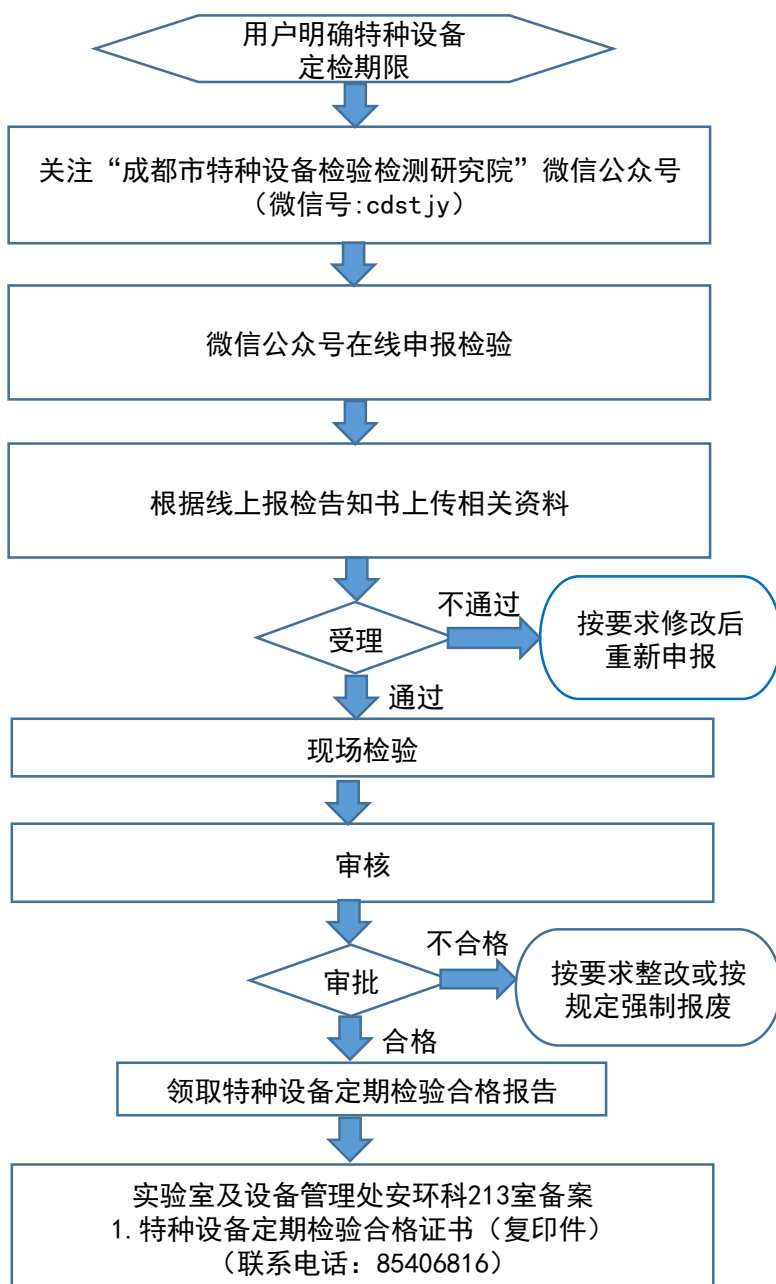 用户明确特种设备
定检期限
关注“成都市特种设备检验检测研究院”微信公众号
（微信号:cdstjy）
微信公众号在线申报检验
根据线上报检告知书上传相关资料
不通过
受理
按要求修改后
重新申报
通过
现场检验
审核
不合格
审批
按要求整改或按
规定强制报废
合格
领取特种设备定期检验合格报告
实验室及设备管理处安环科213室备案
1.特种设备定期检验合格证书（复印件）
（联系电话：85406816）